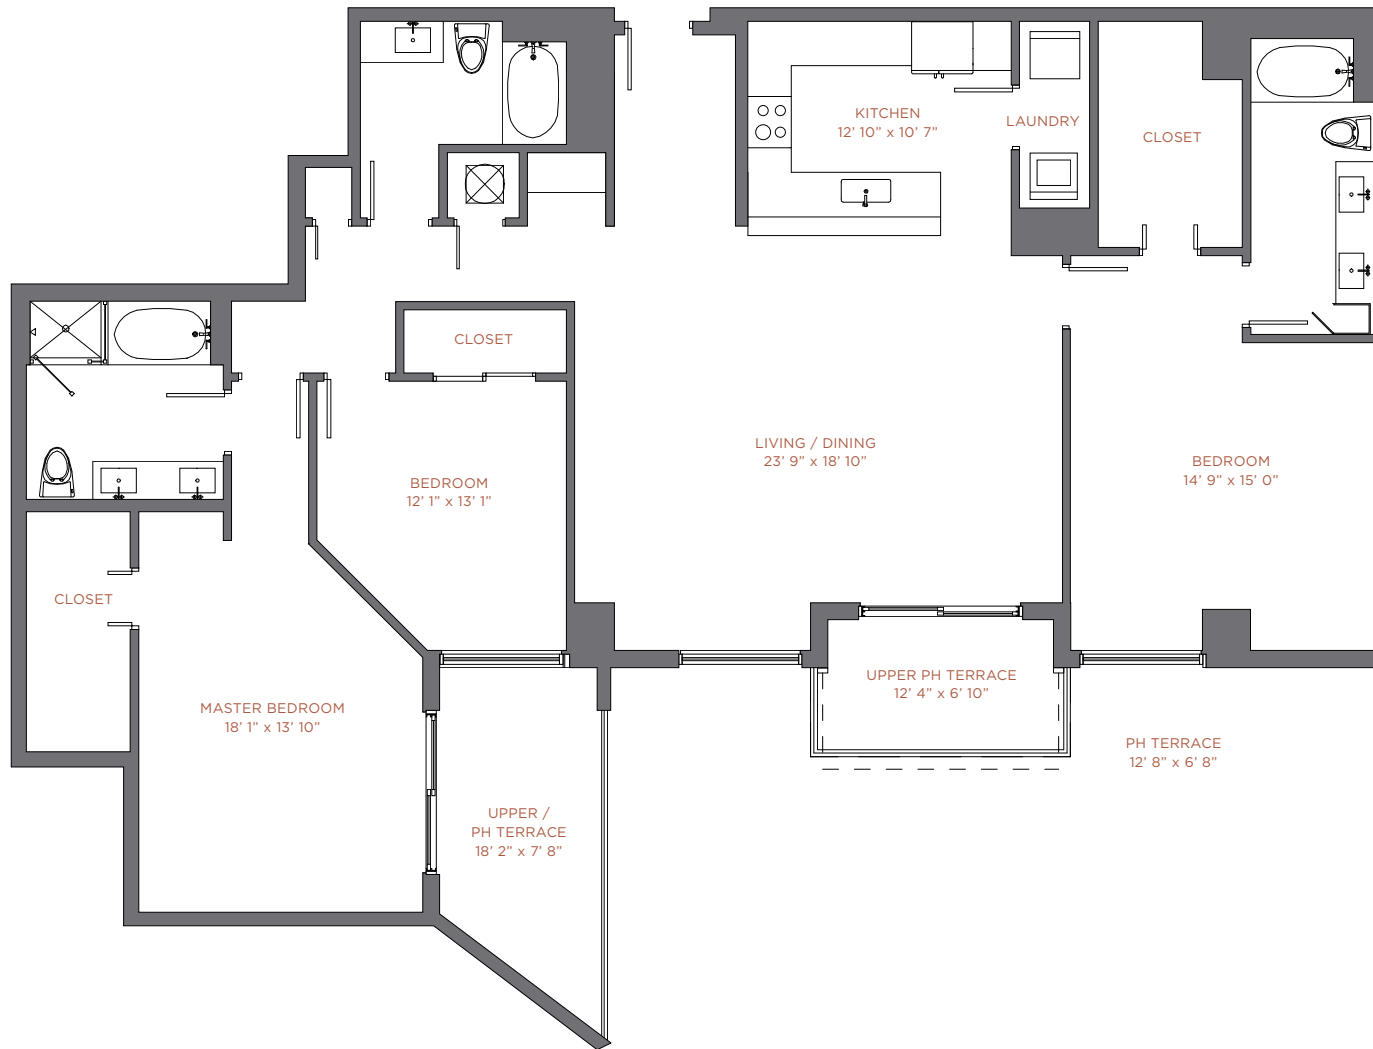 KITCHEN
12’ 10” x 10’ 7”
LAUNDRY
CLOSET
CLOSET
LIVING / DINING
23’ 9” x 18’ 10”
BEDROOM
14’ 9” x 15’ 0”
BEDROOM
12’ 1” x 13’ 1”
CLOSET
MASTER BEDROOM
18’ 1” x 13’ 10”
UPPER PH TERRACE
12’ 4” x 6’ 10”
PH TERRACE
12’ 8” x 6’ 8”
UPPER /
PH TERRACE
18’ 2” x 7’ 8”